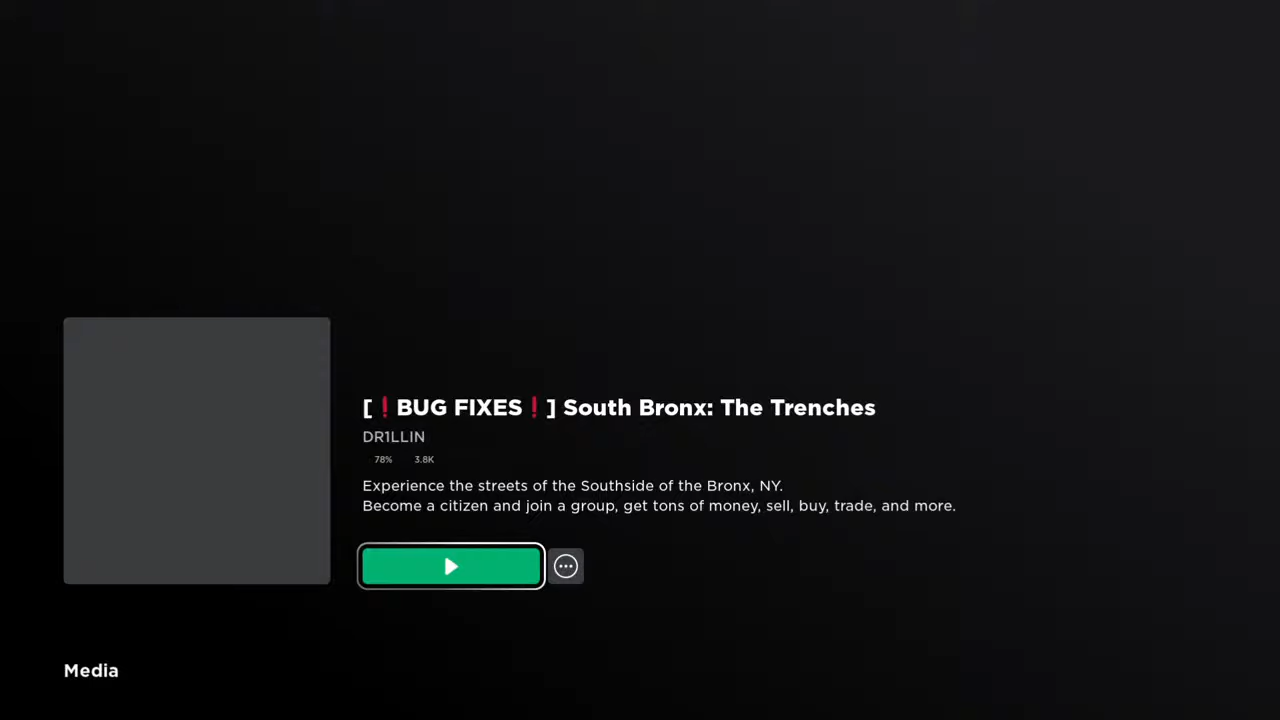 [❗BUG FIXES❗] South Bronx: The Trenches
DR1LLIN
78% 3.8K
Experience the streets of the Southside of the Bronx, NY.
Become a citizen and join a group, get tons of money, sell, buy, trade, and more.
Media